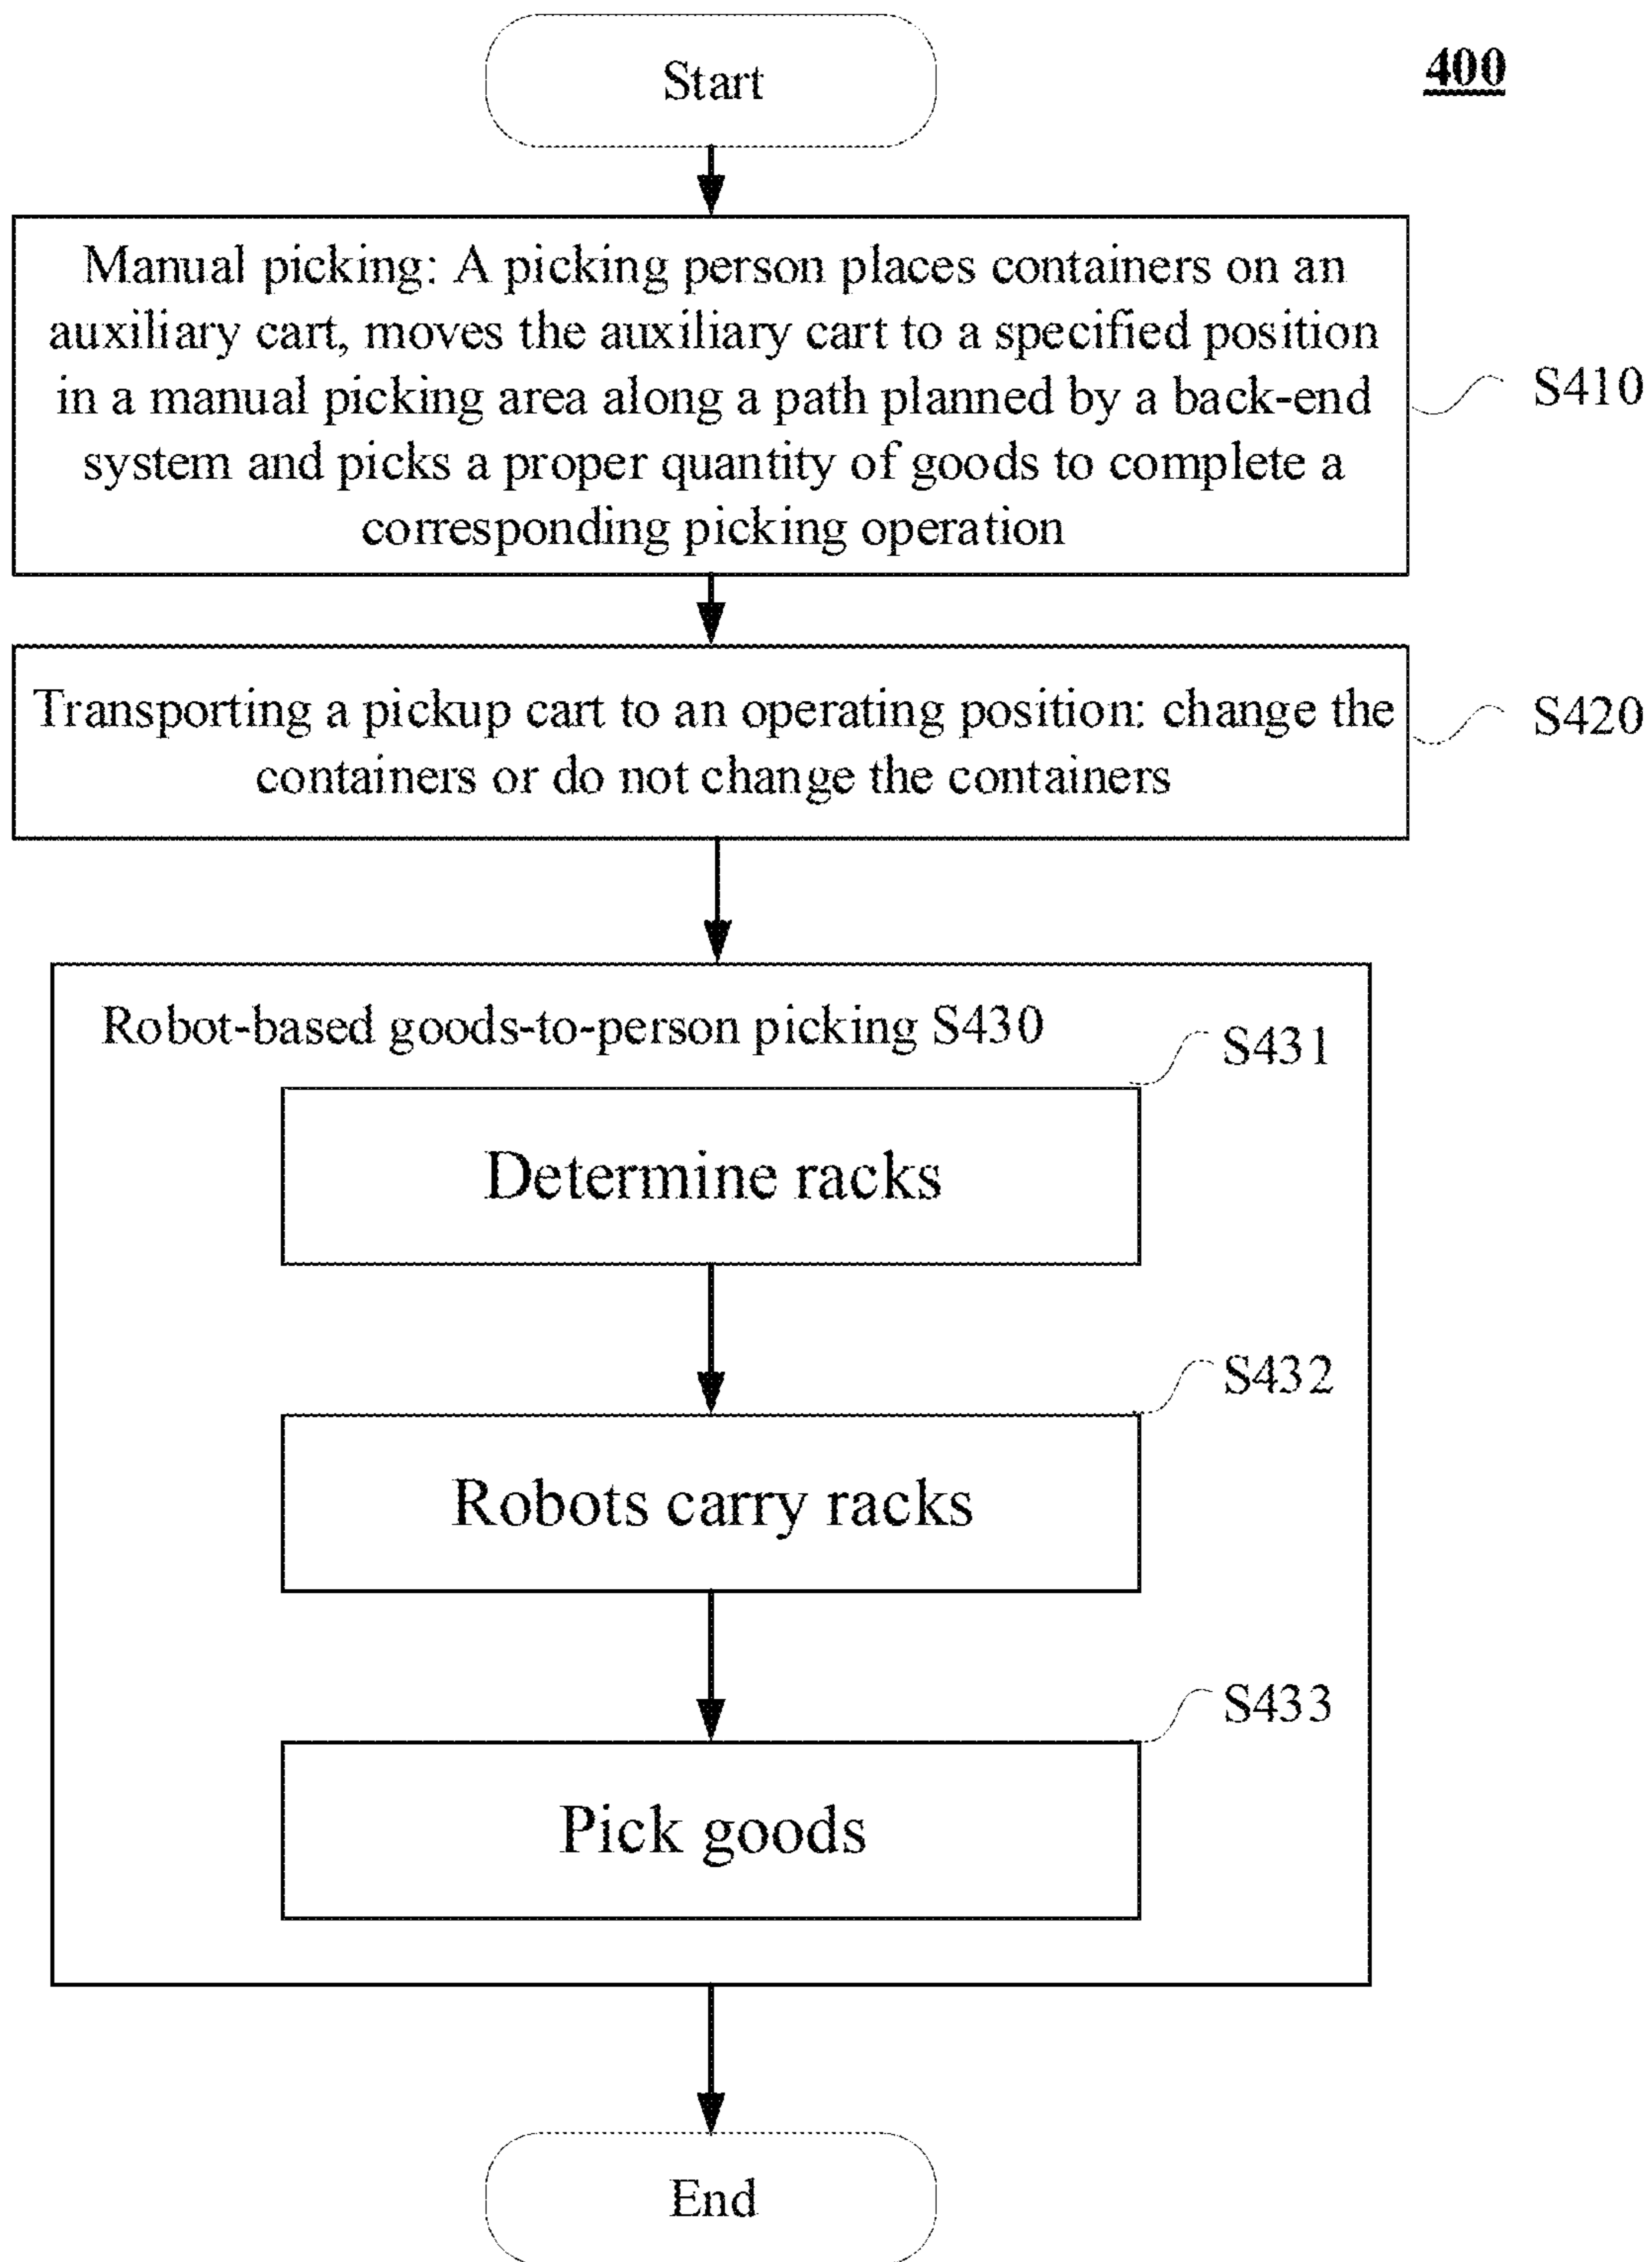 Start
400
Manual picking: A picking person places containers on an
auxiliary cart, moves the auxiliary cart to a specified position
in a manual picking area along a path planned by a back-end
system and picks a proper quantity of goods to complete a
corresponding picking operation
S410
Transporting a pickup cart to an operating position: change the
containers or do not change the containers
S420
Robot-based goods-to-person picking S430
S431
Determine racks
S432
Robots carry racks
S433
Pick goods
End